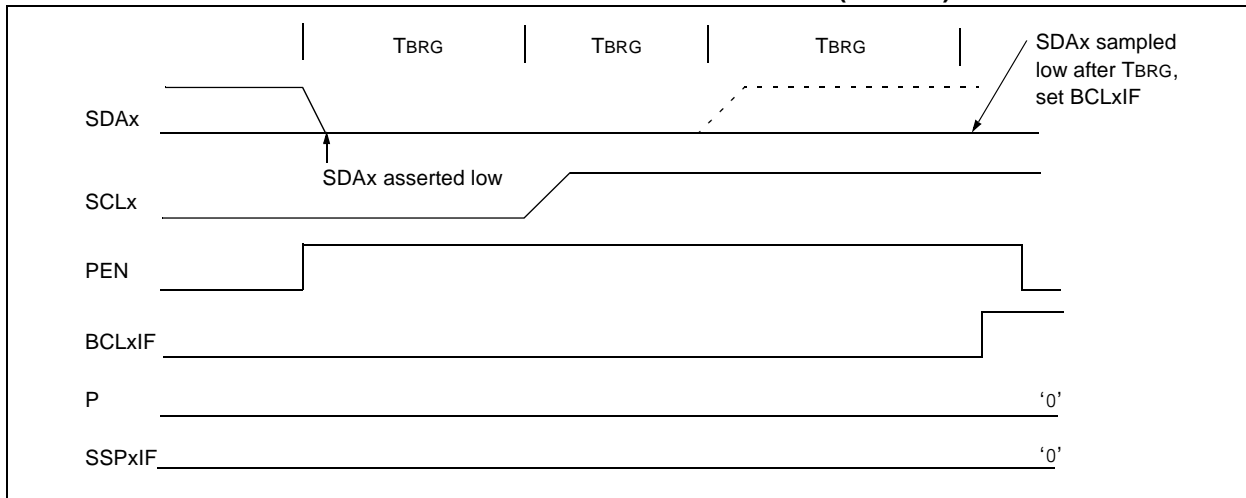 TBRG TBRG TBRG
SDAx sampled
low after TBRG,
set BCLxIF
SDAx
SDAx asserted low
SCLx
PEN
BCLxIF
P '0'
SSPxIF '0'